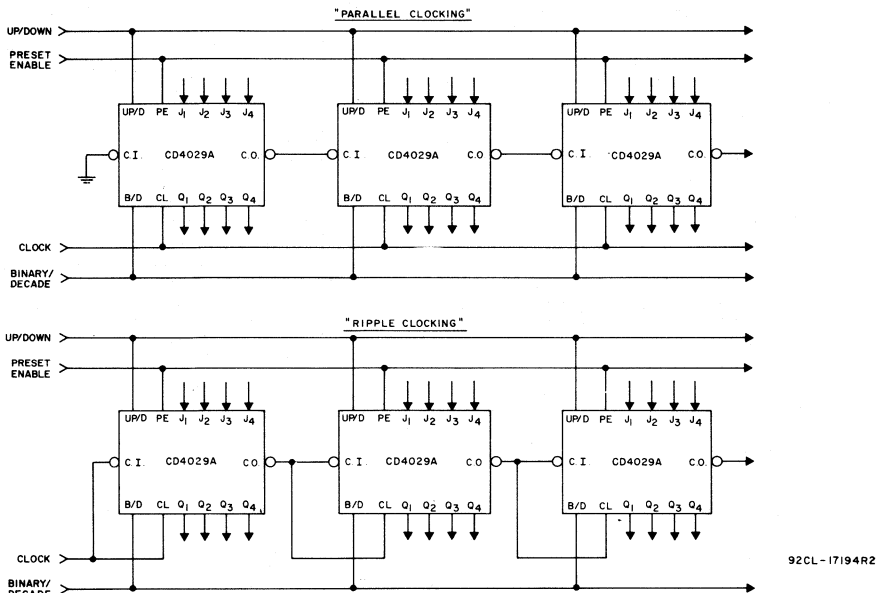 "PARALLEL CLOCKING"
UP/DOWN
PRESET
ENABLE
UP/D PE J1 J2 J3 J4
UP/D PE J1 J2 J3 J4
UP/D PE J1 J2 J3 J4
C.I. CD4029A C.O.
C.I. CD4029A C.O
C.I. CD4029A C.O.
B/D CL Q1 Q2 Q3 Q4
B/D CL Q1 Q2 Q3 Q4
B/D CL Q1 Q2 Q3 Q4
CLOCK
BINARY/
DECADE
"RIPPLE CLOCKING"
UP/DOWN
PRESET
ENABLE
UP/D PE J1 J2 J3 J4
UP/D PE J1 J2 J3 J4
UP/D PE J1 J2 J3 J4
C.I. CD4029A C.O.
C.I. CD4029A C.O
C.I. CD4029A C.O.
B/D CL Q1 Q2 Q3 Q4
B/D CL Q1 Q2 Q3 Q4
B/D CL Q1 Q2 Q3 Q4
CLOCK
92CL-17194R2
BINARY/
DECADE